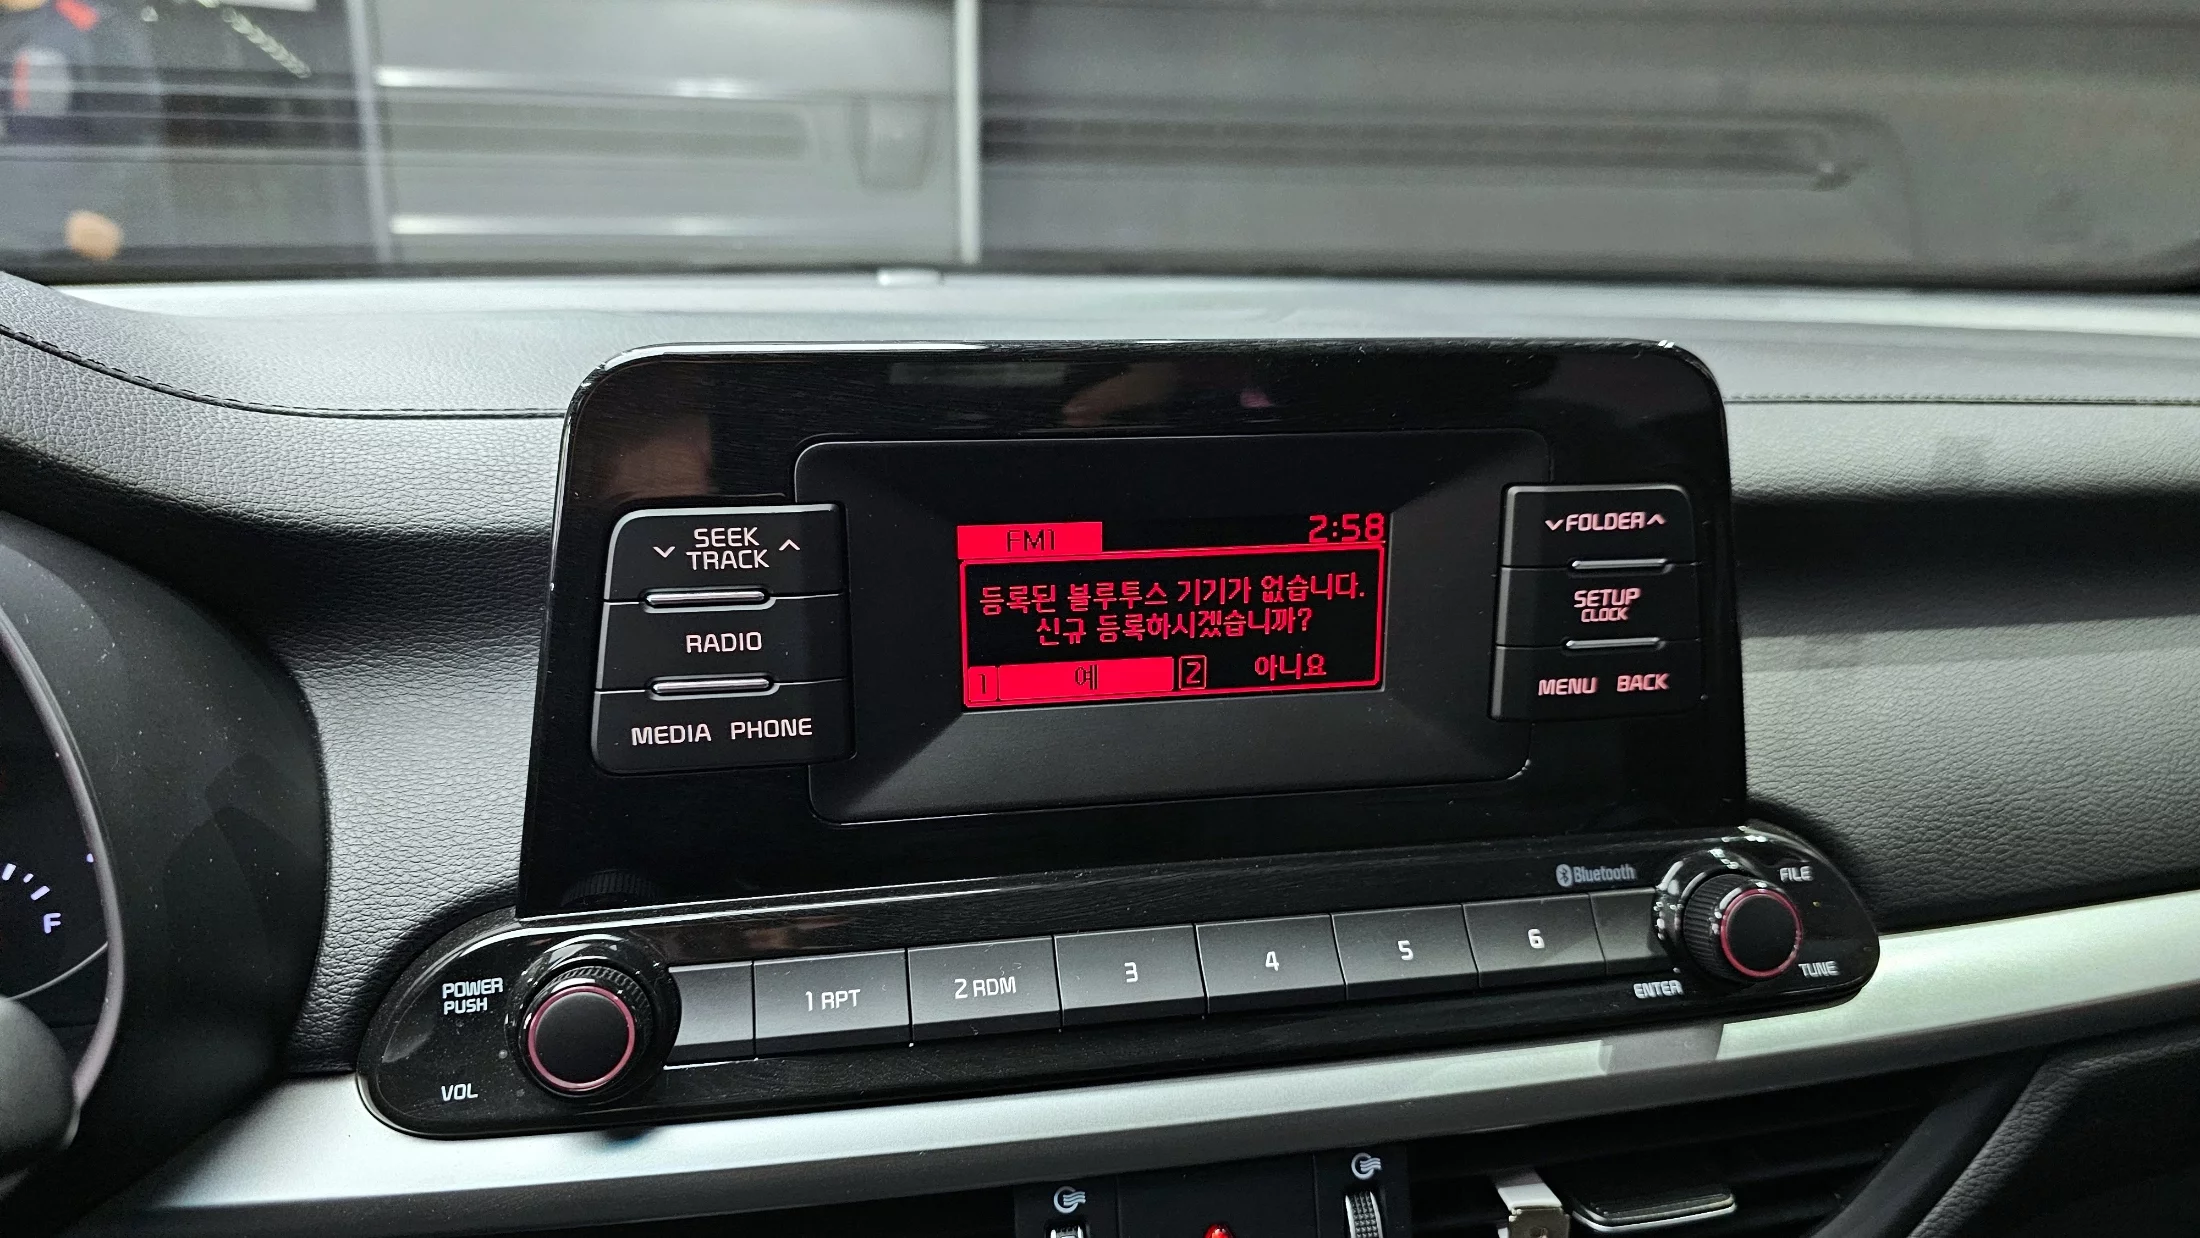 FM1 2:58
등록된 블루투스 기기가 없습니다.
신규 등록하시겠습니까?
1 예 2 아니요
SEEK
TRACK
RADIO
MEDIA PHONE
FOLDER
SETUP
CLOCK
MENU BACK
Bluetooth
POWER
PUSH
VOL
1 RPT
2 RDM
3
4
5
6
FILE
TUNE
ENTER
F